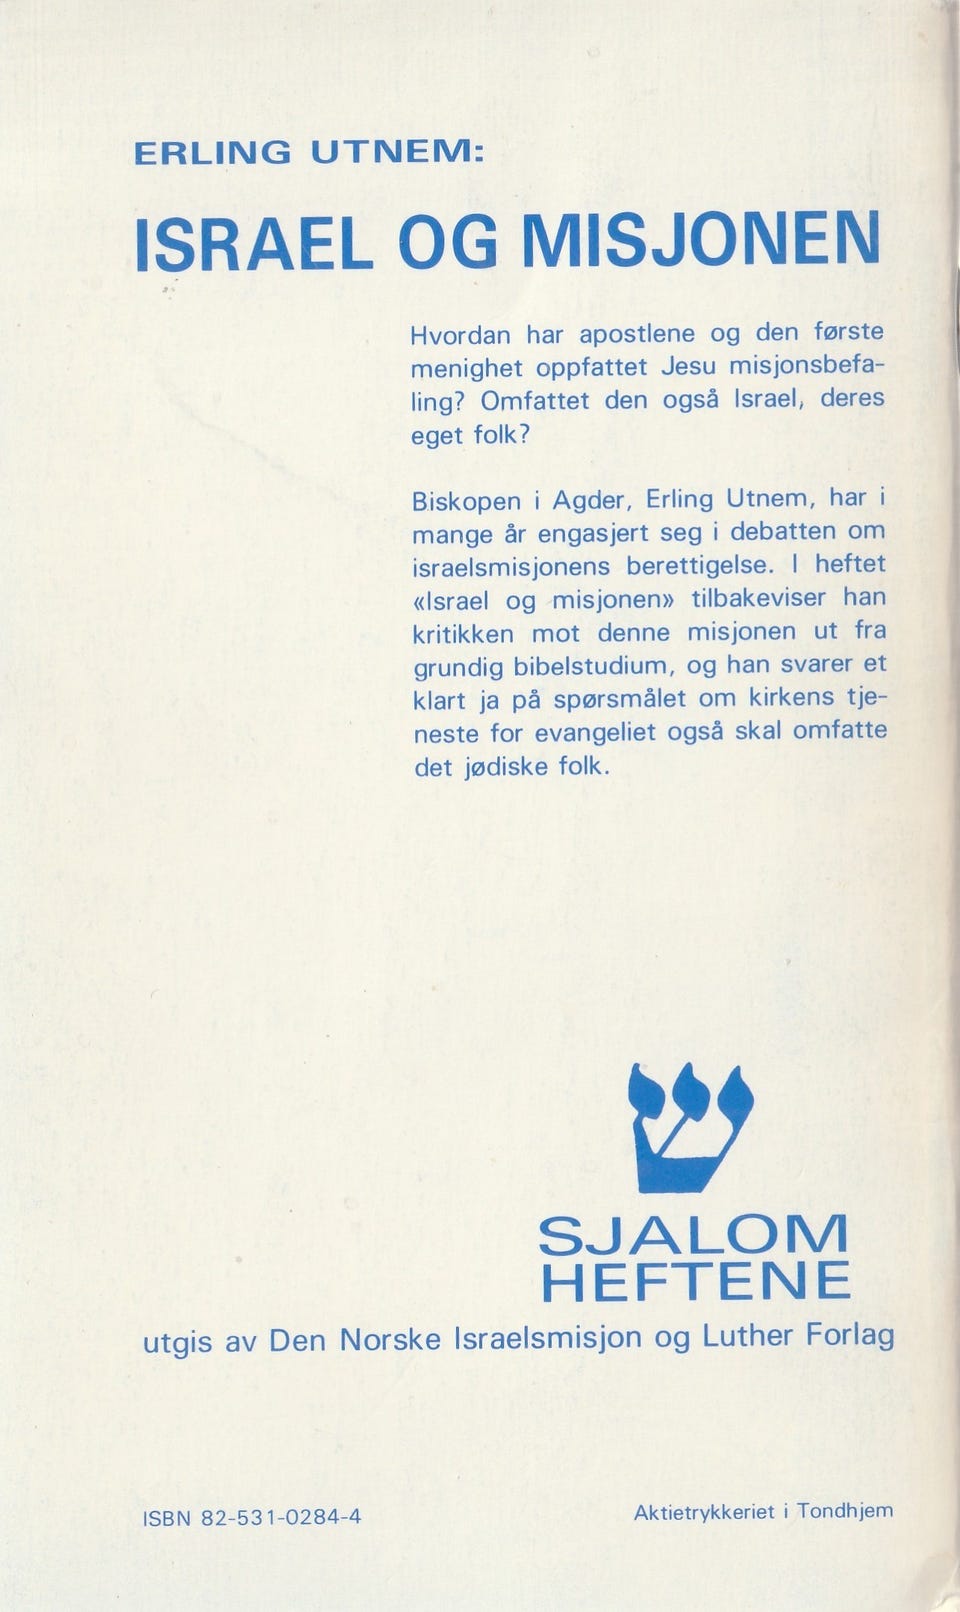 ERLING UTNEM:
ISRAEL OG MISJONEN
Hvordan har apostlene og den første
menighet oppfattet Jesu misjonsbefa-
ling? Omfattet den også Israel, deres
eget folk?
Biskopen i Agder, Erling Utnem, har i
mange år engasjert seg i debatten om
israelsmisjonens berettigelse. I heftet
«Israel og misjonen» tilbakeviser han
kritikken mot denne misjonen ut fra
grundig bibelstudium, og han svarer et
klart ja på spørsmålet om kirkens tje-
neste for evangeliet også skal omfatte
det jødiske folk.
ש
SJALOM
HEFTENE
utgis av Den Norske Israelsmisjon og Luther Forlag
ISBN 82-531-0284-4
Aktietrykkeriet i Tondhjem